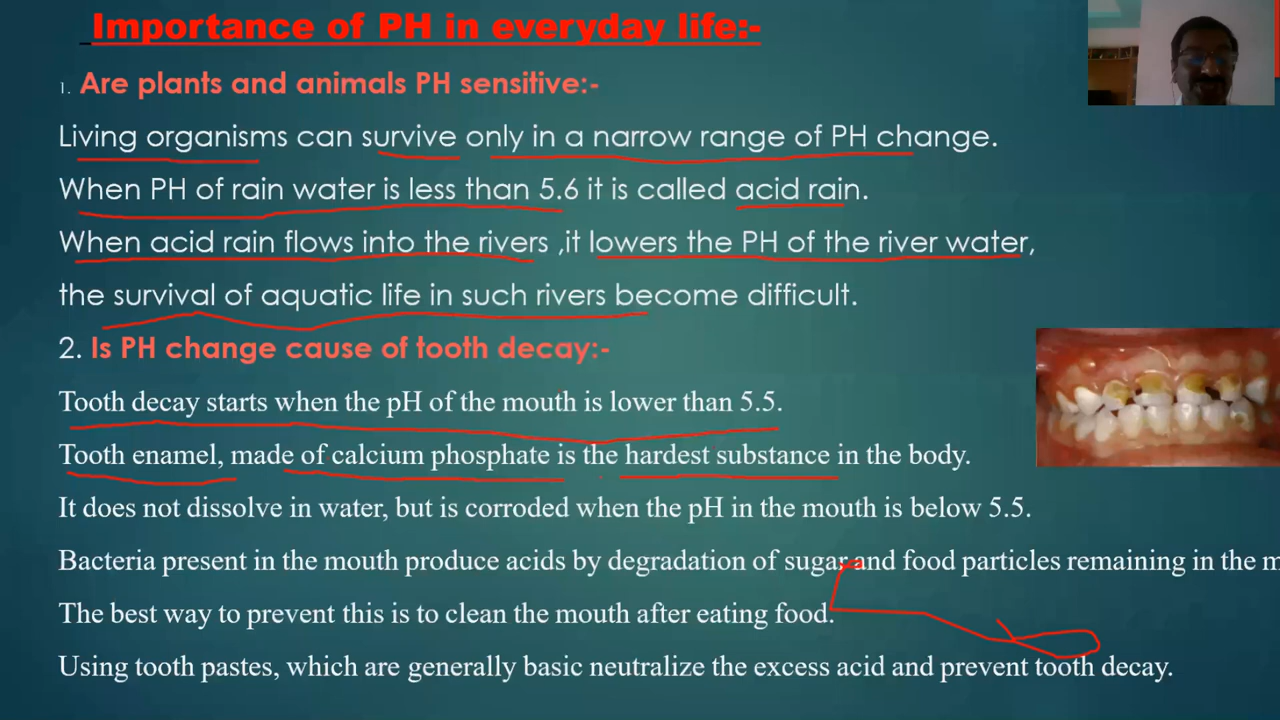 Importance of PH in everyday life:-
1. Are plants and animals PH sensitive:-
Living organisms can survive only in a narrow range of PH change.
When PH of rain water is less than 5.6 it is called acid rain.
When acid rain flows into the rivers ,it lowers the PH of the river water,
the survival of aquatic life in such rivers become difficult.
2. Is PH change cause of tooth decay:-
Tooth decay starts when the pH of the mouth is lower than 5.5.
Tooth enamel, made of calcium phosphate is the hardest substance in the body.
It does not dissolve in water, but is corroded when the pH in the mouth is below 5.5.
Bacteria present in the mouth produce acids by degradation of sugar and food particles remaining in the
The best way to prevent this is to clean the mouth after eating food.
Using tooth pastes, which are generally basic neutralize the excess acid and prevent tooth decay.